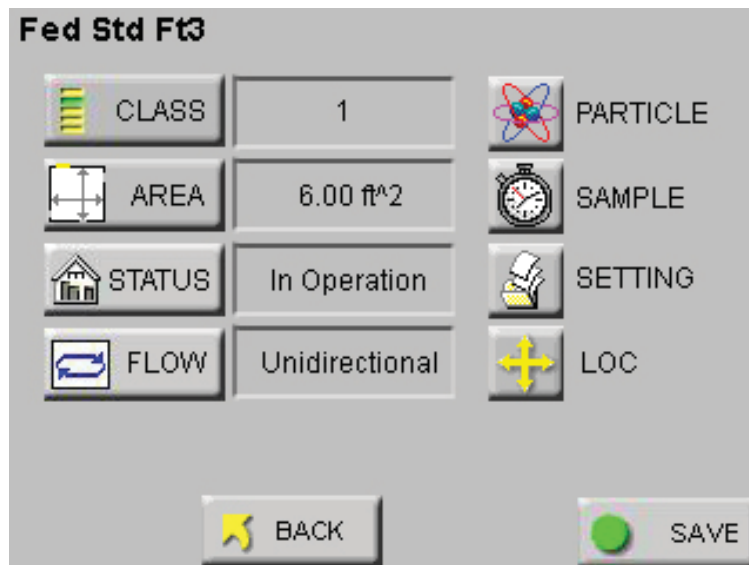 Fed Std Ft3
CLASS 1 PARTICLE
AREA 6.00 ft^2 SAMPLE
STATUS In Operation SETTING
FLOW Unidirectional LOC
BACK SAVE